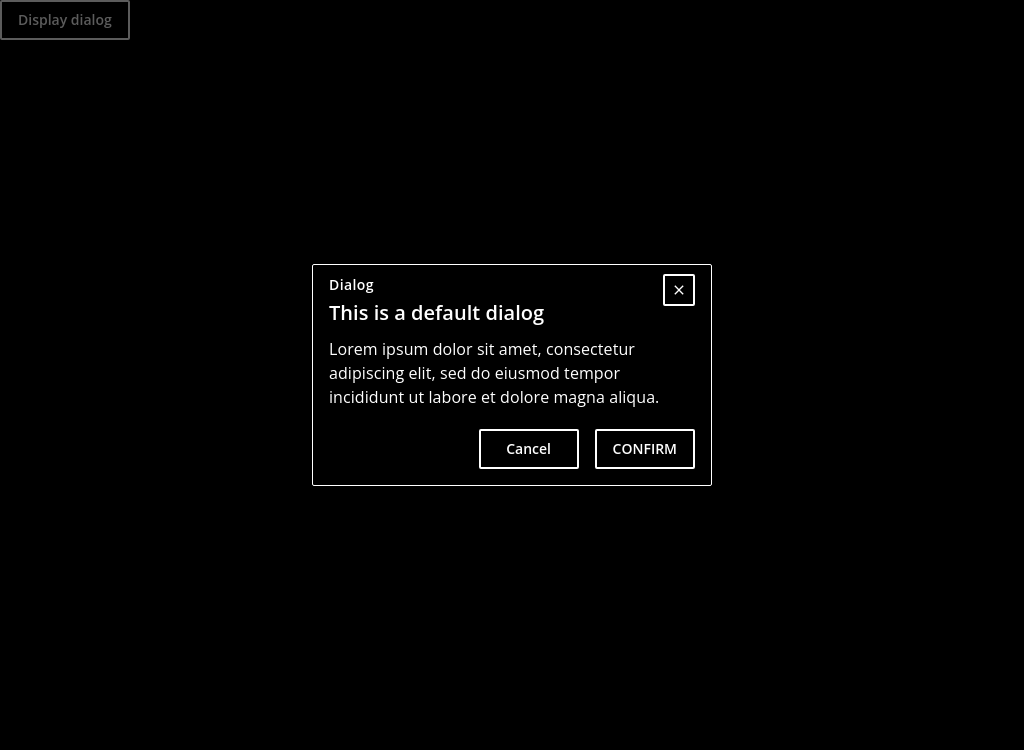 Display dialog
Dialog
This is a default dialog
Lorem ipsum dolor sit amet, consectetur
adipiscing elit, sed do eiusmod tempor
incididunt ut labore et dolore magna aliqua.
Cancel
CONFIRM